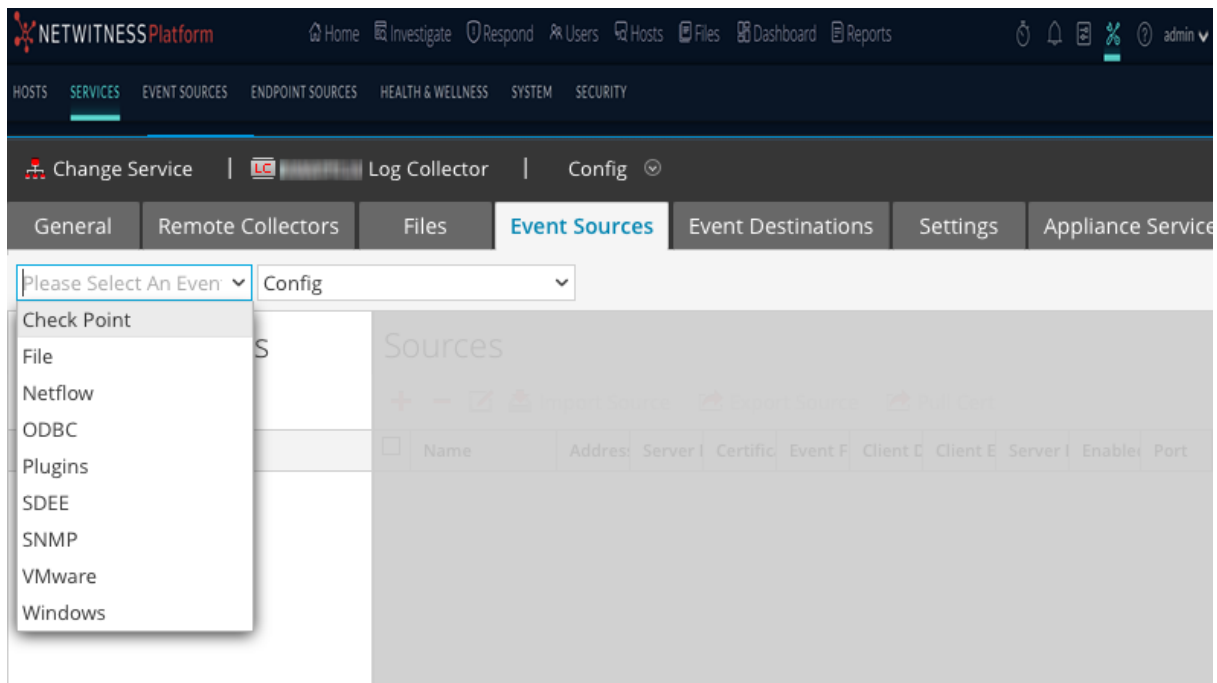 NETWITNESS Platform Home Investigate Respond Users Hosts Files Dashboard Reports admin
HOSTS SERVICES EVENT SOURCES ENDPOINT SOURCES HEALTH & WELLNESS SYSTEM SECURITY
Change Service | LC Log Collector | Config
General Remote Collectors Files Event Sources Event Destinations Settings Appliance Service
Please Select An Even Config
Check Point
File
Netflow
ODBC
Plugins
SDEE
SNMP
VMware
Windows
s
Sources
Import Source Export Source
Name Address Server Certific Event F Client D Client E Server Enabled Port